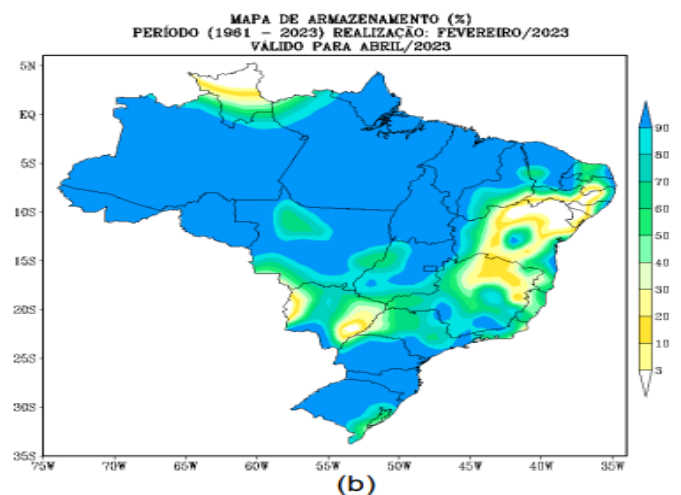 MAPA DE ARMAZENAMENTO (%)
PERÍODO (1961 – 2023) REALIZAÇÃO: FEVEREIRO/2023
VÁLIDO PARA ABRIL/2023
5N
EQ
5S
10S
15S
20S
25S
30S
35S
75W
70W
65W
60W
55W
50W
45W
40W
35W
90
80
70
60
50
40
30
20
10
3
(b)